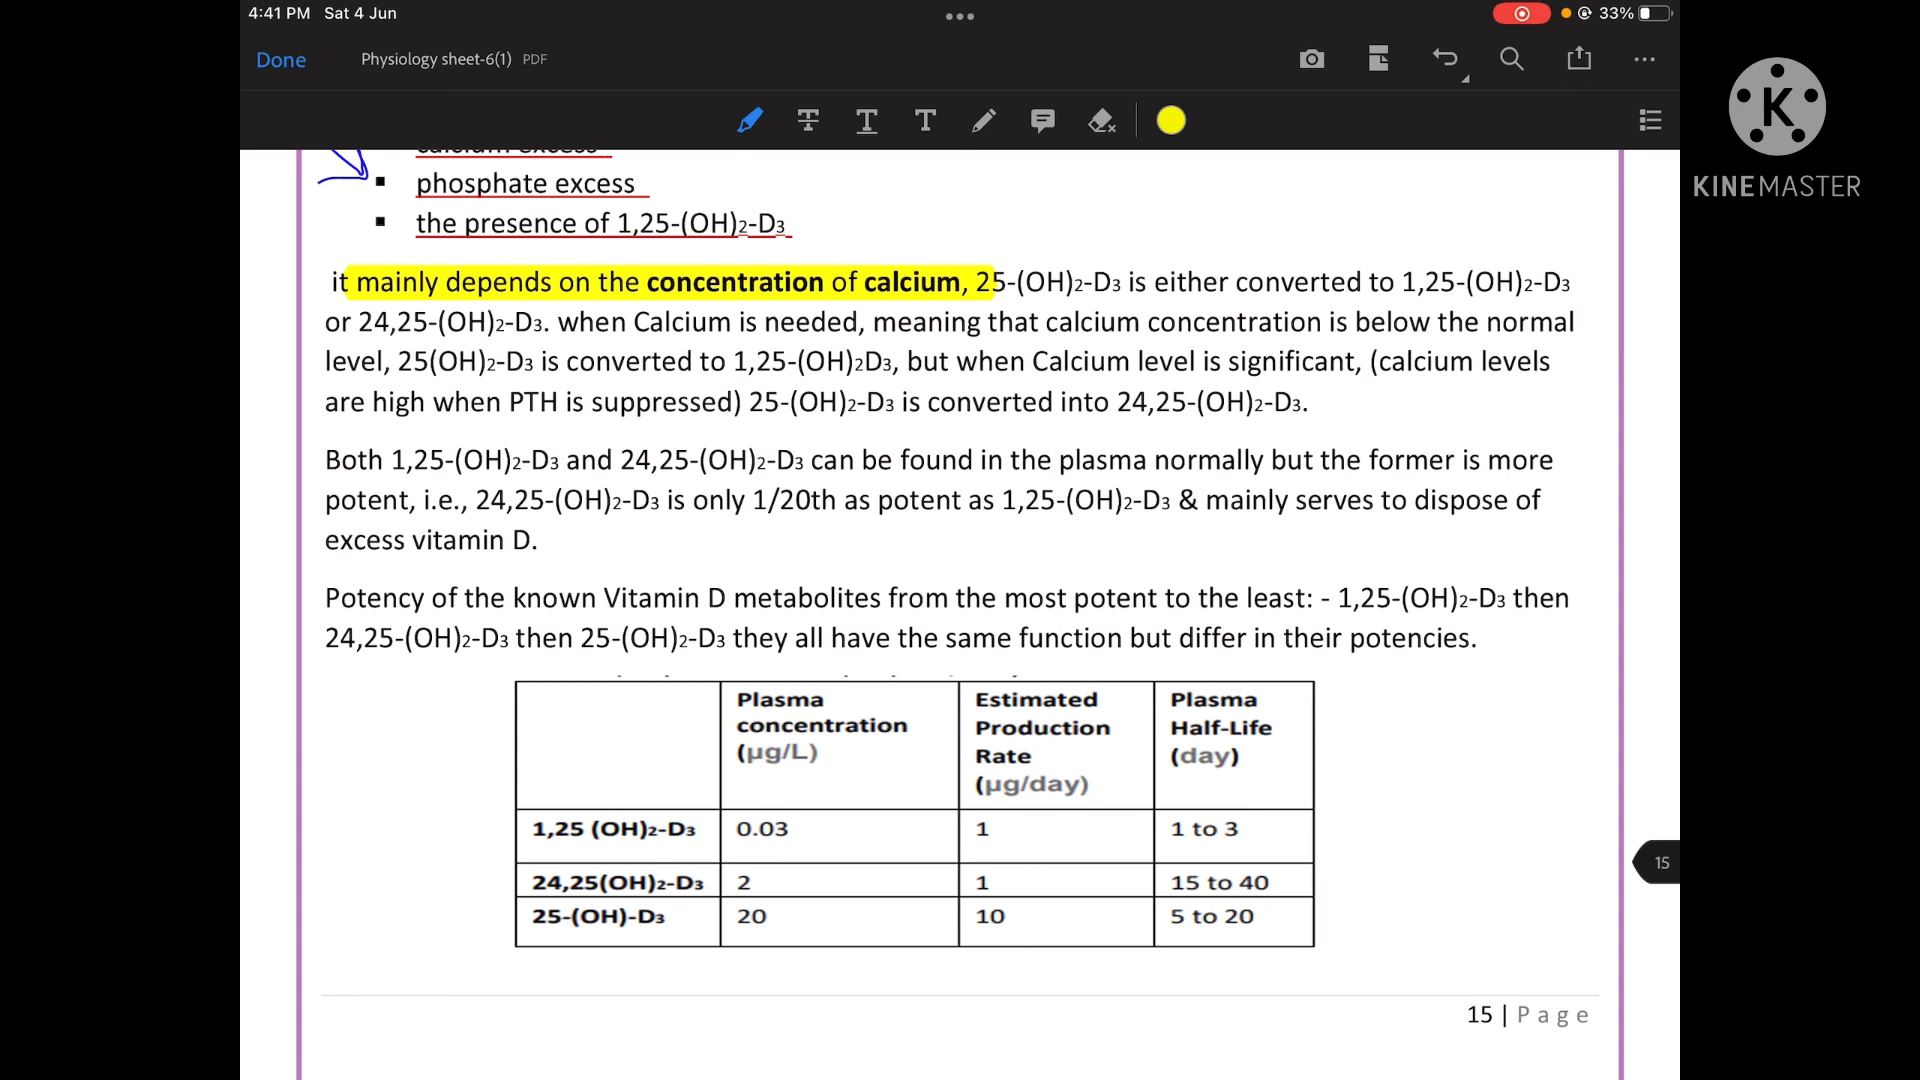 4:41 PM Sat 4 Jun
33%
Done
Physiology sheet-6(1) PDF
K
KINEMASTER
calcium excess
▪ phosphate excess
▪ the presence of 1,25-(OH)2-D3
it mainly depends on the concentration of calcium, 25-(OH)2-D3 is either converted to 1,25-(OH)2-D3
or 24,25-(OH)2-D3. when Calcium is needed, meaning that calcium concentration is below the normal
level, 25(OH)2-D3 is converted to 1,25-(OH)2D3, but when Calcium level is significant, (calcium levels
are high when PTH is suppressed) 25-(OH)2-D3 is converted into 24,25-(OH)2-D3.
Both 1,25-(OH)2-D3 and 24,25-(OH)2-D3 can be found in the plasma normally but the former is more
potent, i.e., 24,25-(OH)2-D3 is only 1/20th as potent as 1,25-(OH)2-D3 & mainly serves to dispose of
excess vitamin D.
Potency of the known Vitamin D metabolites from the most potent to the least: - 1,25-(OH)2-D3 then
24,25-(OH)2-D3 then 25-(OH)2-D3 they all have the same function but differ in their potencies.
Plasma concentration (µg/L) Estimated Production Rate (µg/day) Plasma Half-Life (day)
1,25 (OH)2-D3 0.03 1 1 to 3
24,25(OH)2-D3 2 1 15 to 40
25-(OH)-D3 20 10 5 to 20
15
15 | Page